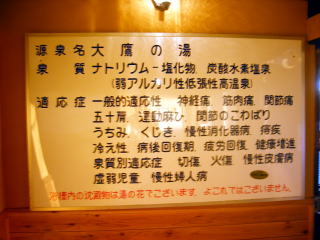 源泉名 大鷹の湯
泉質 ナトリウム－塩化物、炭酸水素塩泉
(弱アルカリ性低張性高温泉)
適応症 一般的適応性 神経痛、筋肉痛、関節痛
五十肩、運動麻ひ、関節のこわばり
うちみ、くじき、慢性消化器病、痔疾
冷え性、病後回復期、疲労回復、健康増進
泉質別適応症 切傷、火傷、慢性皮膚病
虚弱児童、慢性婦人病
浴槽内の沈澱物は湯の花でございます。よごれではございません。